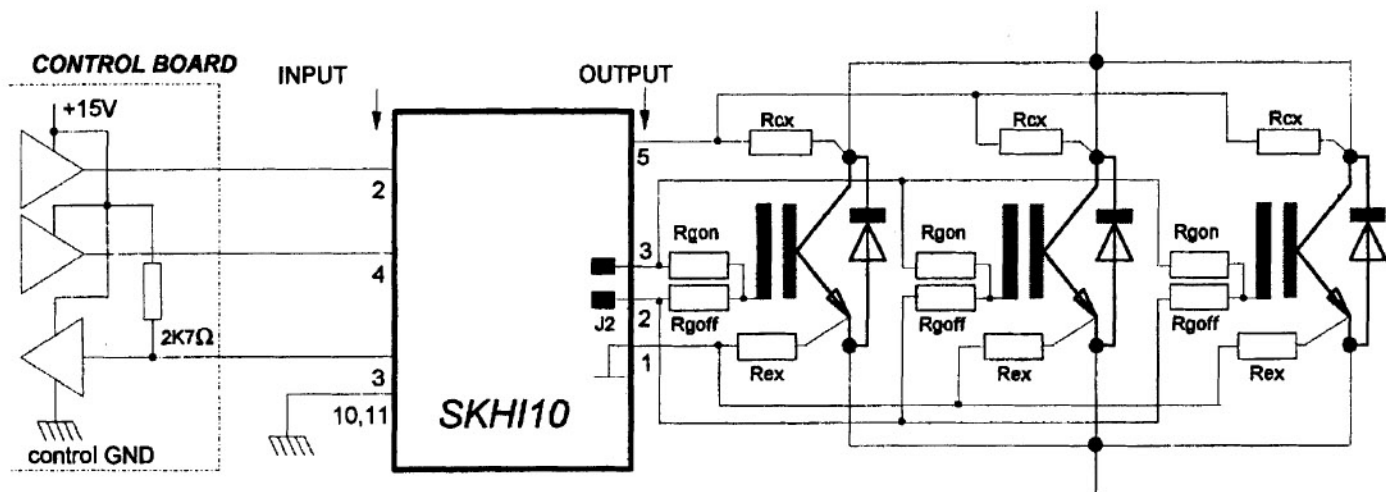 CONTROL BOARD
+15V
2K7Ω
control GND
INPUT
2
4
3
10,11
SKHI10
OUTPUT
5
3
J2
2
1
Rcx
Rgon
Rgoff
Rex
Rcx
Rgon
Rgoff
Rex
Rcx
Rgon
Rgoff
Rex